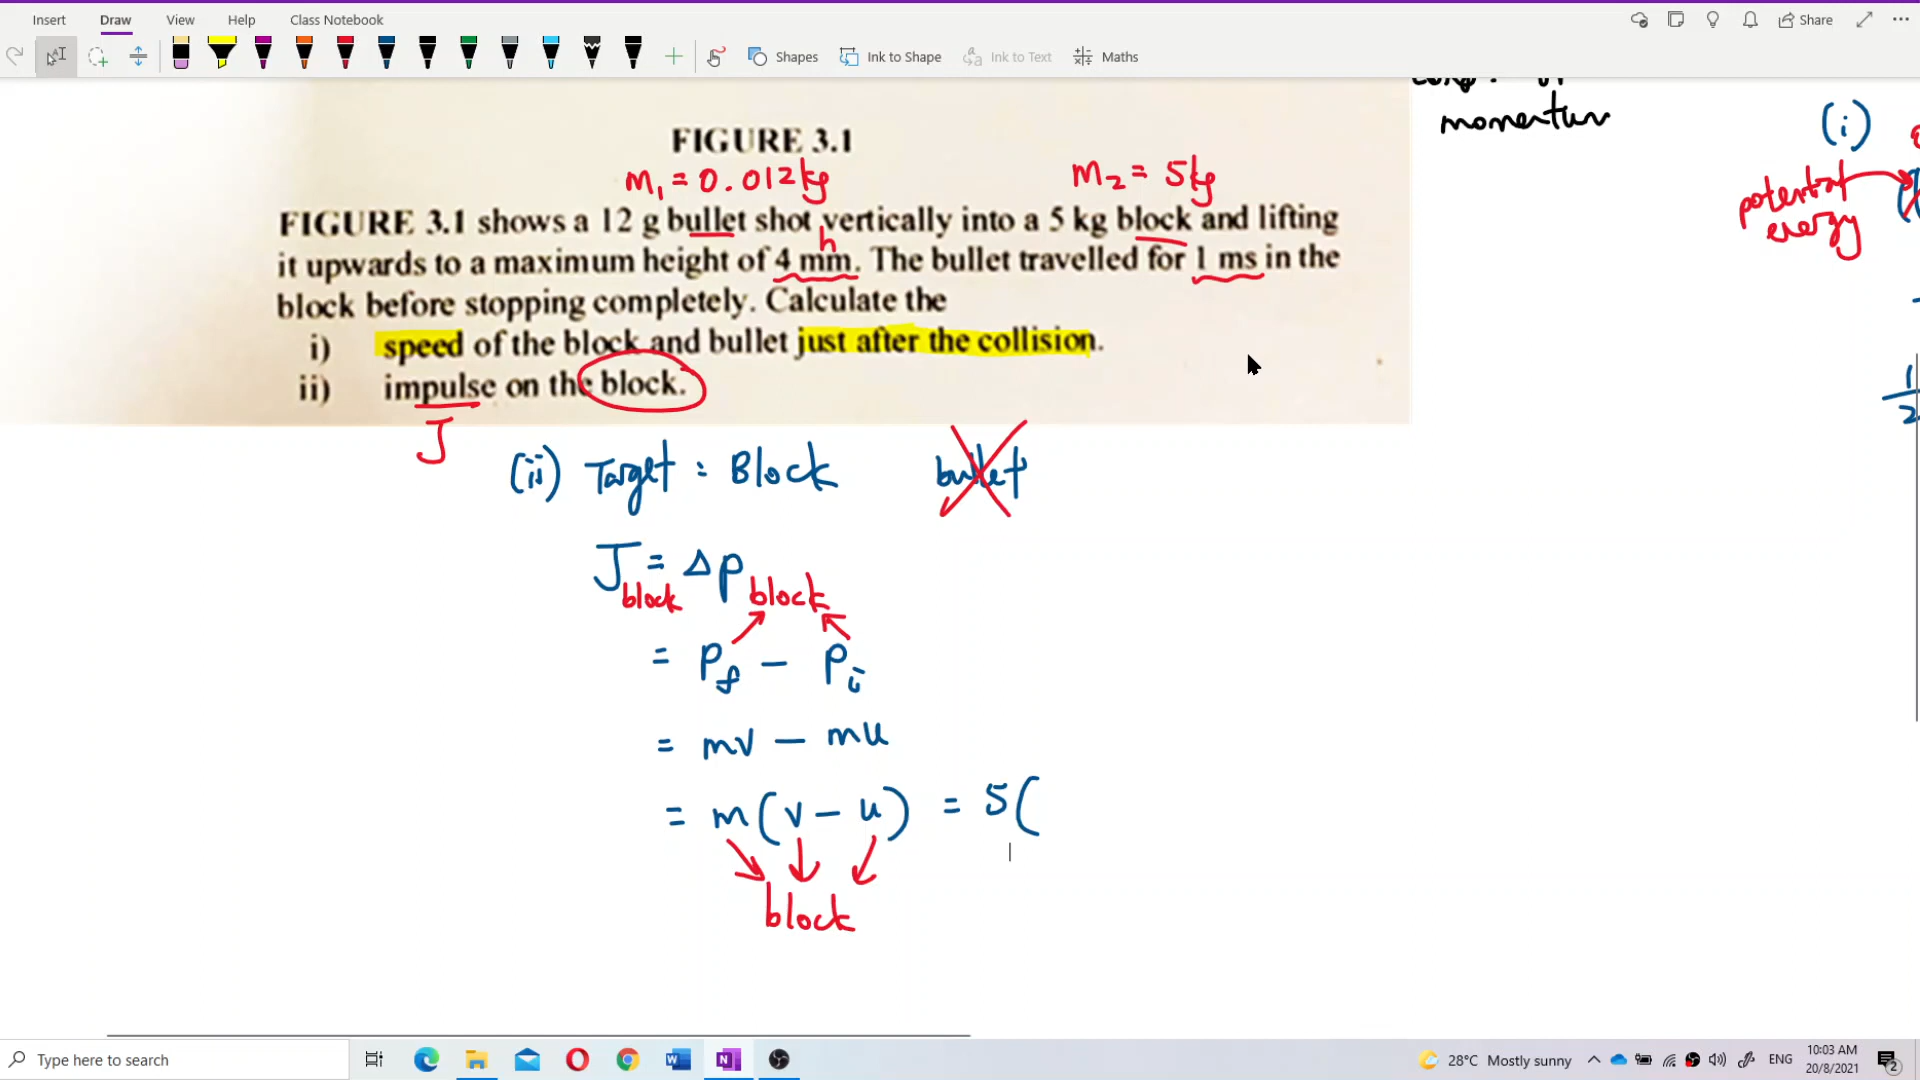 Insert Draw View Help Class Notebook Share
Shapes Ink to Shape Ink to Text Maths
momentum
FIGURE 3.1
(i)
m₁ = 0.012kg m₂ = 5kg
potential
energy
FIGURE 3.1 shows a 12 g bullet shot vertically into a 5 kg block and lifting
h
it upwards to a maximum height of 4 mm. The bullet travelled for 1 ms in the
block before stopping completely. Calculate the
i) speed of the block and bullet just after the collision.
ii) impulse on the block.
1/2
J
(ii) Target : Block bullet
J block = Δp block
= Pf - Pi
= mv - mu
= m(v - u) = 5(
block
Type here to search
28°C Mostly sunny ENG 10:03 AM
20/8/2021 2